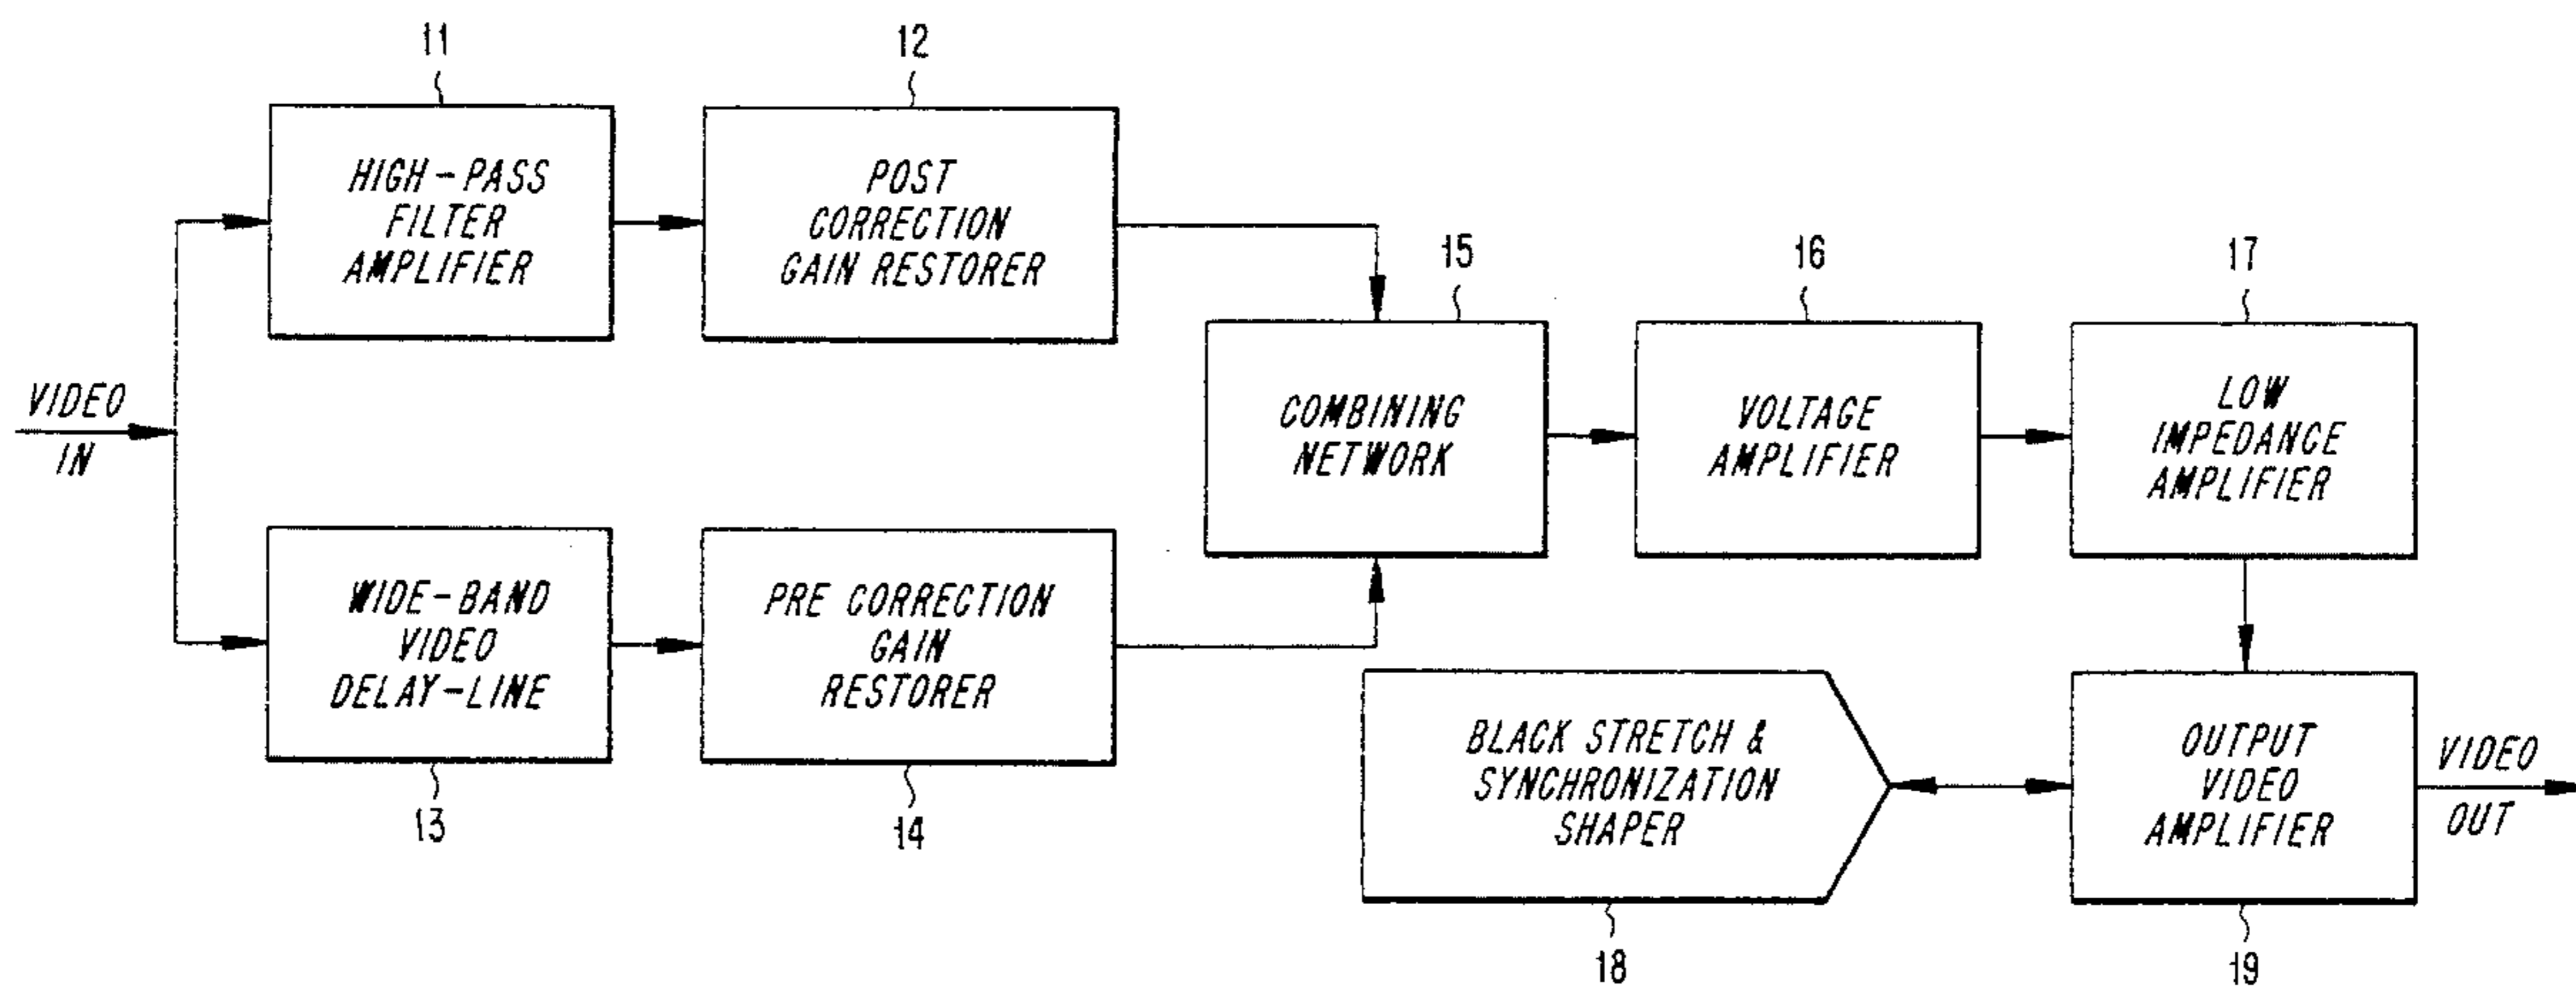 11
12
HIGH-PASS
FILTER
AMPLIFIER
POST
CORRECTION
GAIN RESTORER
15
16
17
VIDEO
IN
COMBINING
NETWORK
VOLTAGE
AMPLIFIER
LOW
IMPEDANCE
AMPLIFIER
WIDE-BAND
VIDEO
DELAY-LINE
PRE CORRECTION
GAIN
RESTORER
13
14
BLACK STRETCH &
SYNCHRONIZATION
SHAPER
OUTPUT
VIDEO
AMPLIFIER
VIDEO
OUT
18
19